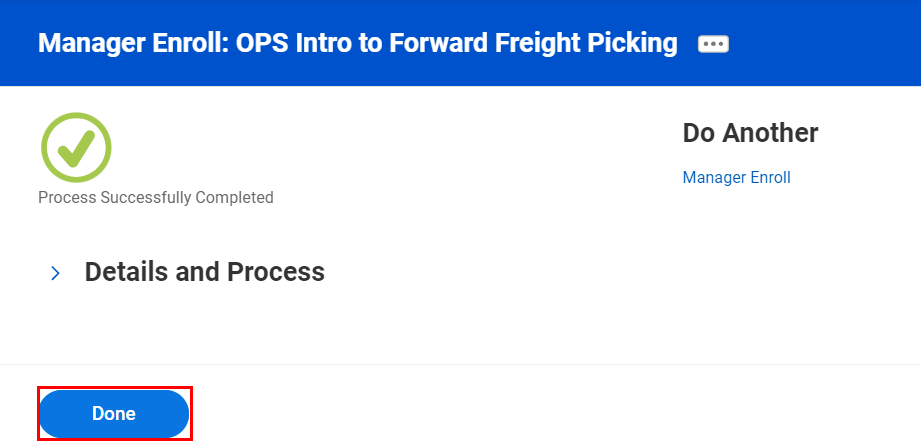 Manager Enroll: OPS Intro to Forward Freight Picking
Process Successfully Completed
Do Another
Manager Enroll
Details and Process
Done